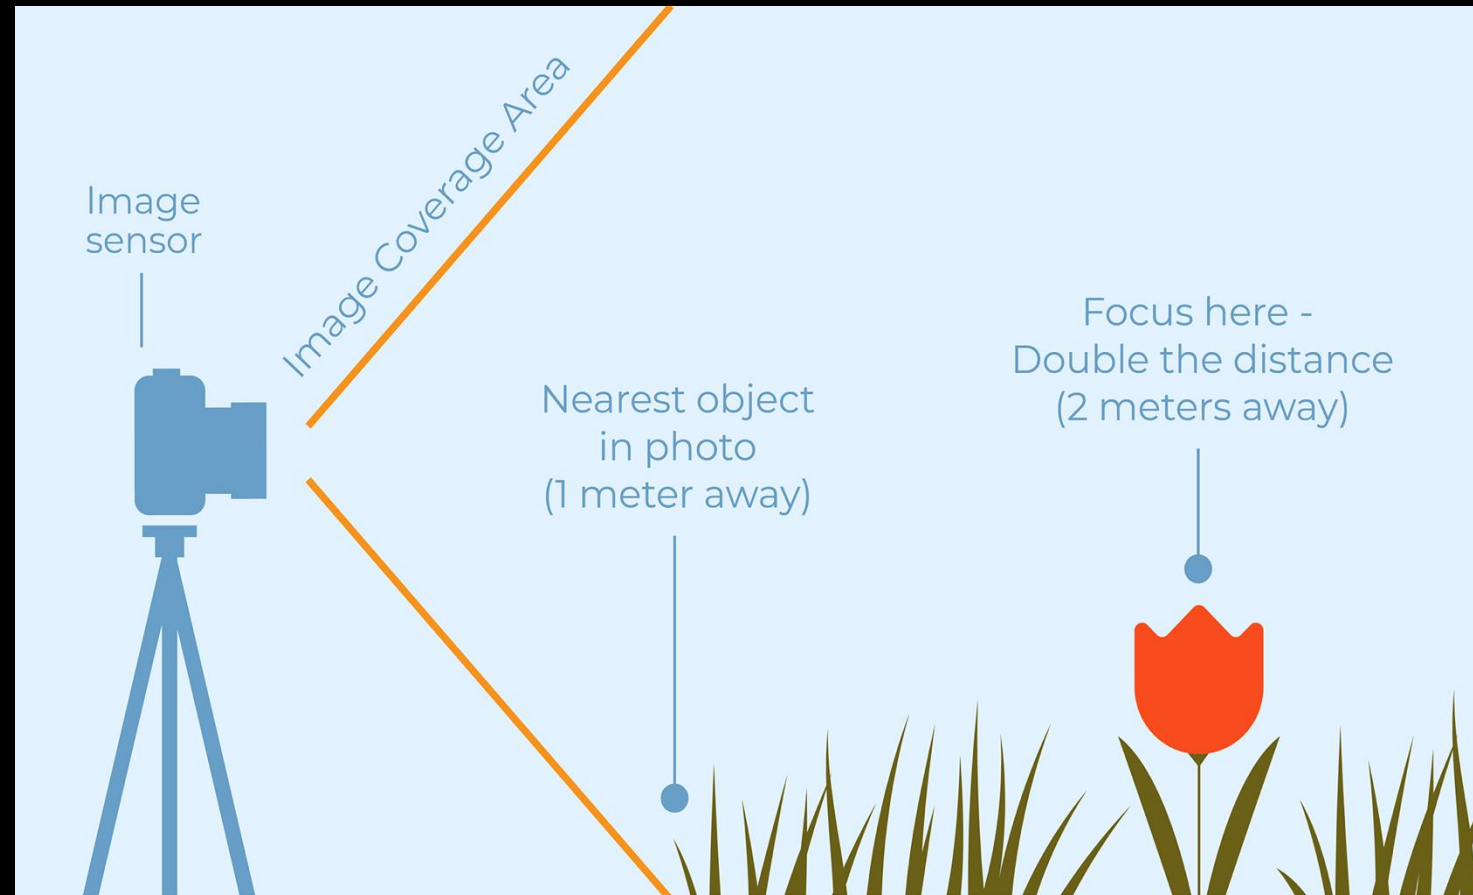 Image
sensor
Image Coverage Area
Nearest object
in photo
(1 meter away)
Focus here -
Double the distance
(2 meters away)